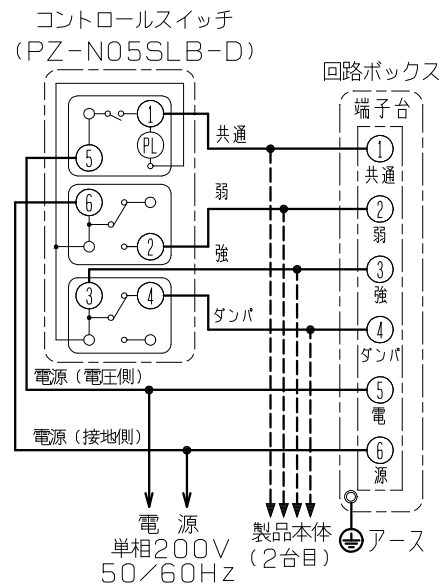 コントロールスイッチ
(PZ-N05SLB-D)
回路ボックス
端子台
1
PL
5
共通
1
共通
6
2
弱
2
弱
強
3
強
3
4
ダンパ
4
ダンパ
電源(電圧側)
5
電
電源(接地側)
6
源
電源
単相200V
50/60Hz
製品本体
(2台目)
アース